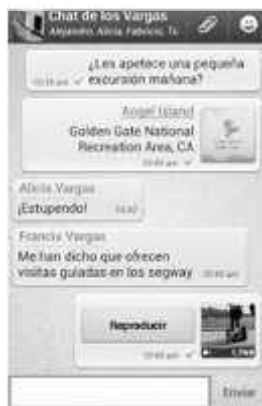 Chat de los Vargas
Alejandro, Alicia, Fabricio, Tú
¿Les apetece una pequeña
excursión mañana?
Angel Island
Golden Gate National
Recreation Area, CA
Alicia Vargas
¡Estupendo!
Francis Vargas
Me han dicho que ofrecen
visitas guiadas en los segway
Reproducir
Enviar